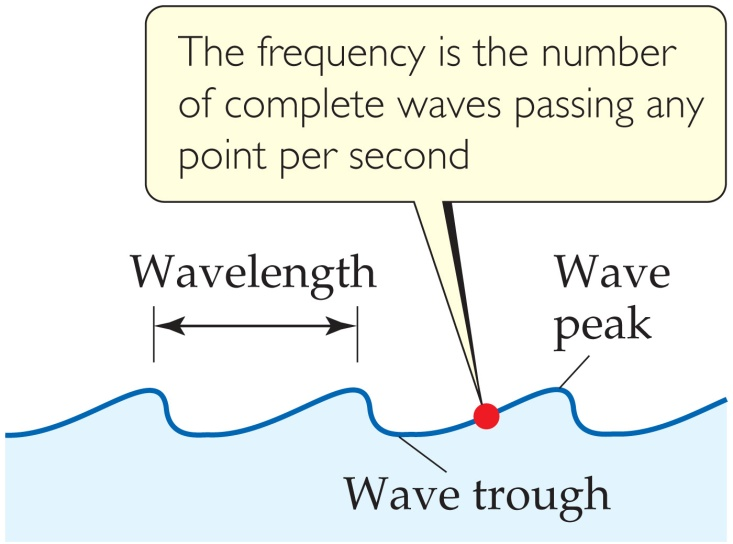 The frequency is the number
of complete waves passing any
point per second
Wavelength
Wave
peak
Wave trough